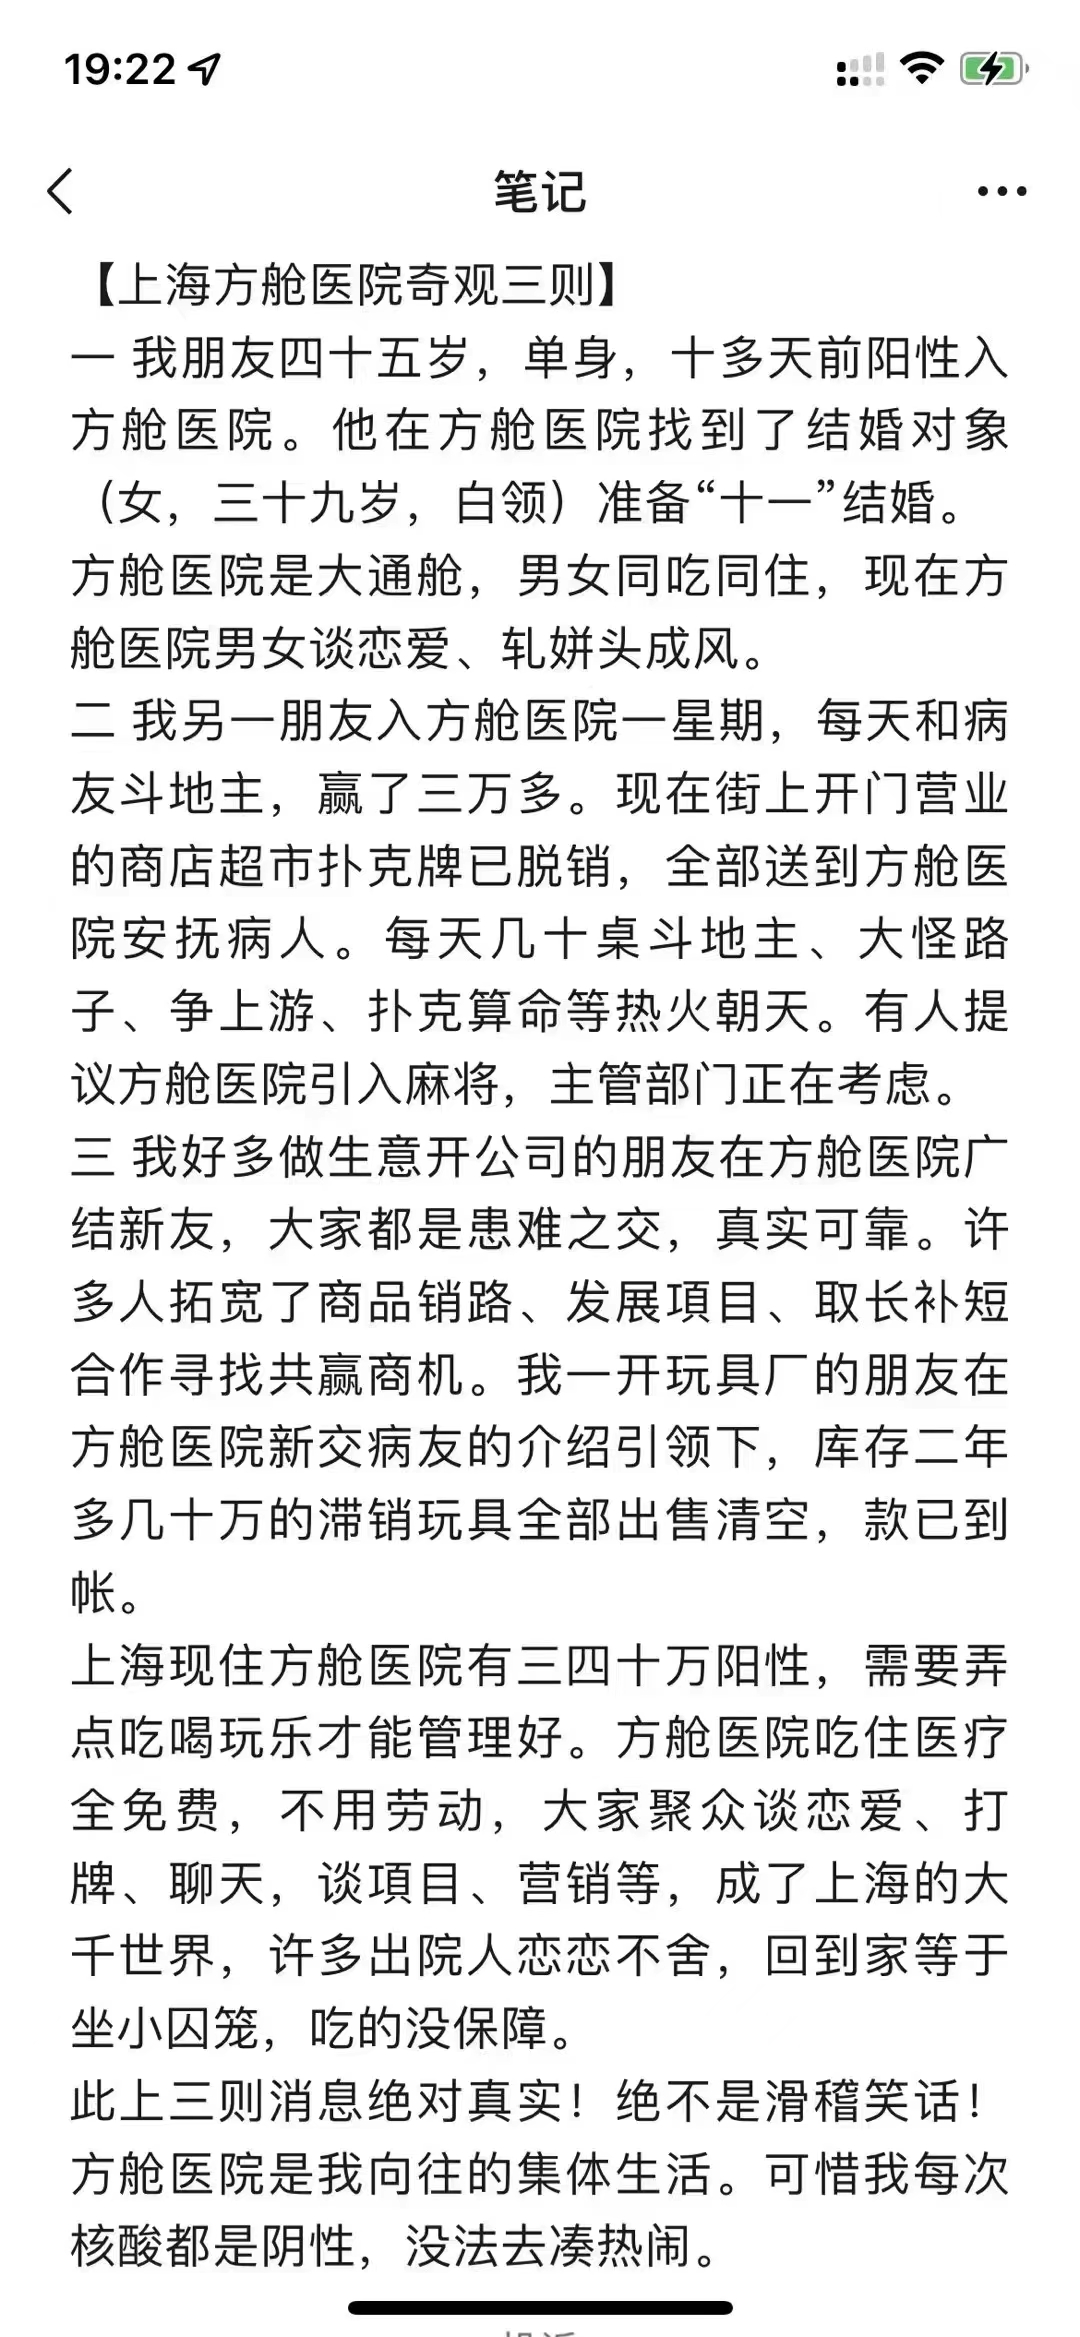 19:22
笔记
【上海方舱医院奇观三则】
一 我朋友四十五岁，单身，十多天前阳性入
方舱医院。他在方舱医院找到了结婚对象
（女，三十九岁，白领）准备“十一”结婚。
方舱医院是大通舱，男女同吃同住，现在方
舱医院男女谈恋爱、轧姘头成风。
二 我另一朋友入方舱医院一星期，每天和病
友斗地主，赢了三万多。现在街上开门营业
的商店超市扑克牌已脱销，全部送到方舱医
院安抚病人。每天几十桌斗地主、大怪路
子、争上游、扑克算命等热火朝天。有人提
议方舱医院引入麻将，主管部门正在考虑。
三 我好多做生意开公司的朋友在方舱医院广
结新友，大家都是患难之交，真实可靠。许
多人拓宽了商品销路、发展項目、取长补短
合作寻找共赢商机。我一开玩具厂的朋友在
方舱医院新交病友的介绍引领下，库存二年
多几十万的滞销玩具全部出售清空，款已到
帐。
上海现住方舱医院有三四十万阳性，需要弄
点吃喝玩乐才能管理好。方舱医院吃住医疗
全免费，不用劳动，大家聚众谈恋爱、打
牌、聊天，谈項目、营销等，成了上海的大
千世界，许多出院人恋恋不舍，回到家等于
坐小囚笼，吃的没保障。
此上三则消息绝对真实！绝不是滑稽笑话！
方舱医院是我向往的集体生活。可惜我每次
核酸都是阴性，没法去凑热闹。